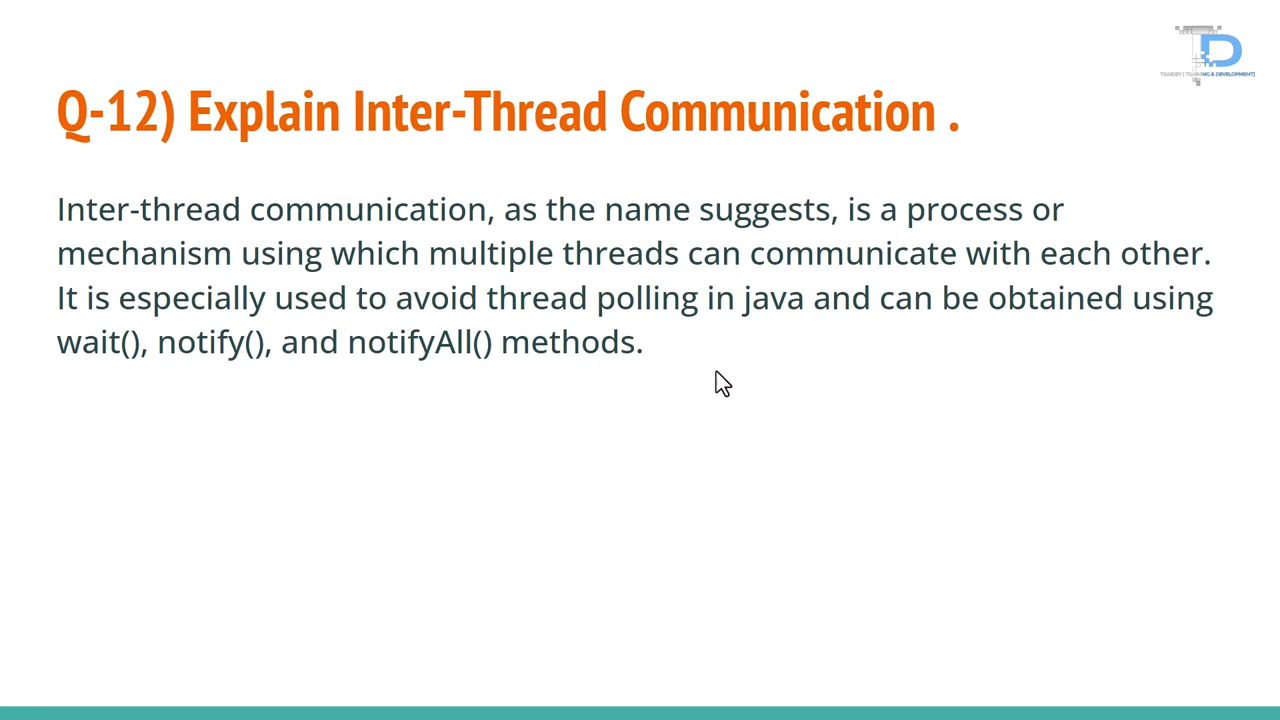 Q-12) Explain Inter-Thread Communication .
Inter-thread communication, as the name suggests, is a process or
mechanism using which multiple threads can communicate with each other.
It is especially used to avoid thread polling in java and can be obtained using
wait(), notify(), and notifyAll() methods.